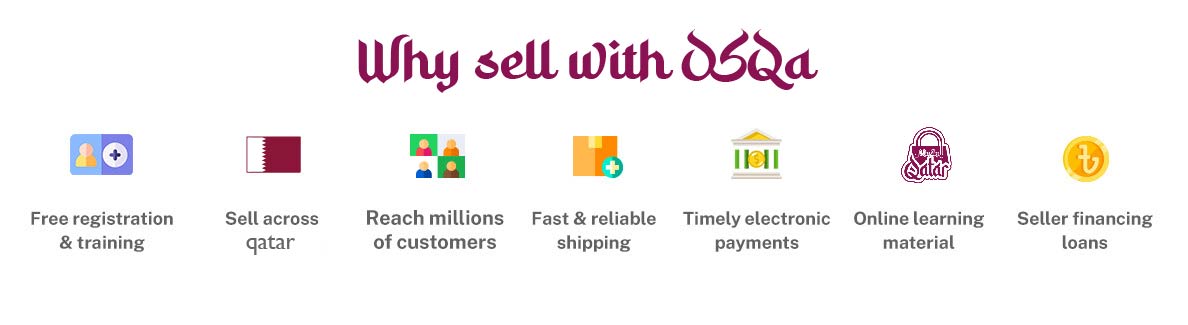 Why sell with OSQa
Free registration
& training
Sell across
qatar
Reach millions
of customers
Fast & reliable
shipping
Timely electronic
payments
Qatar
Online learning
material
৳
Seller financing
loans